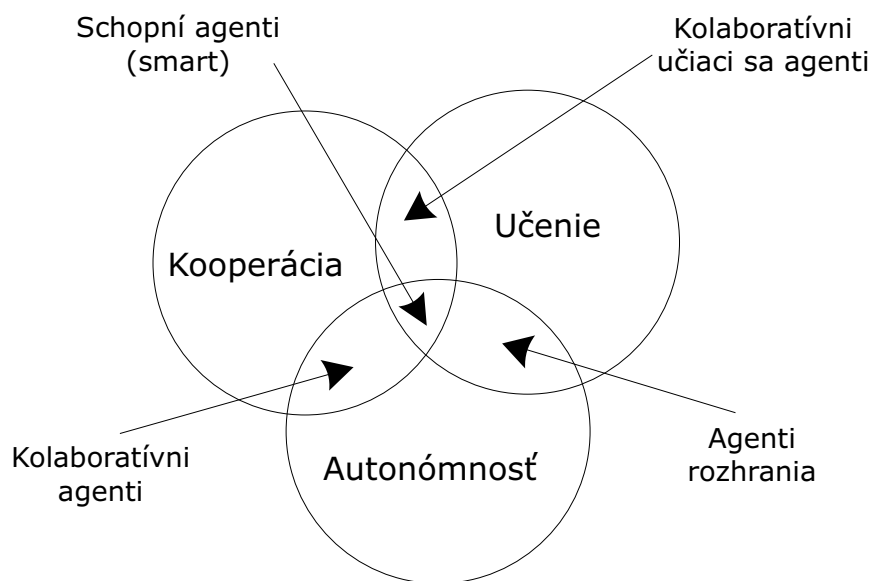 Schopní agenti
(smart)
Kolaboratívni
učiaci sa agenti
Učenie
Kooperácia
Kolaboratívni
agenti
Autonómnosť
Agenti
rozhrania